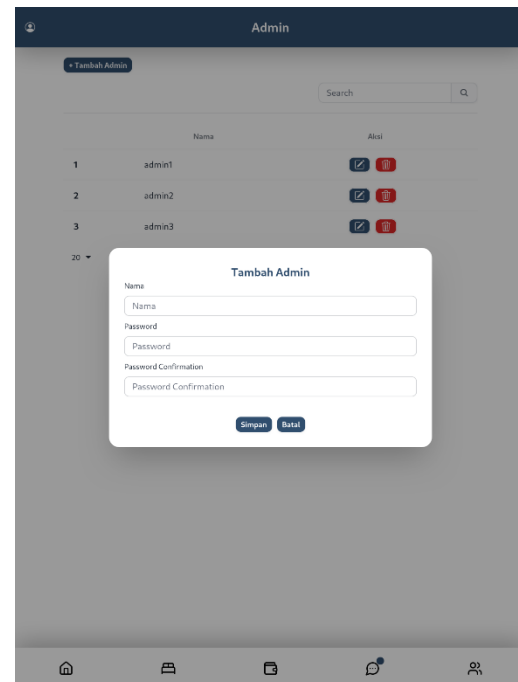 Admin
+ Tambah Admin
Search
Nama Aksi
1 admin1
2 admin2
3 admin3
20
Tambah Admin
Name
Nama
Password
Password
Password Confirmation
Password Confirmation
Simpan Batal